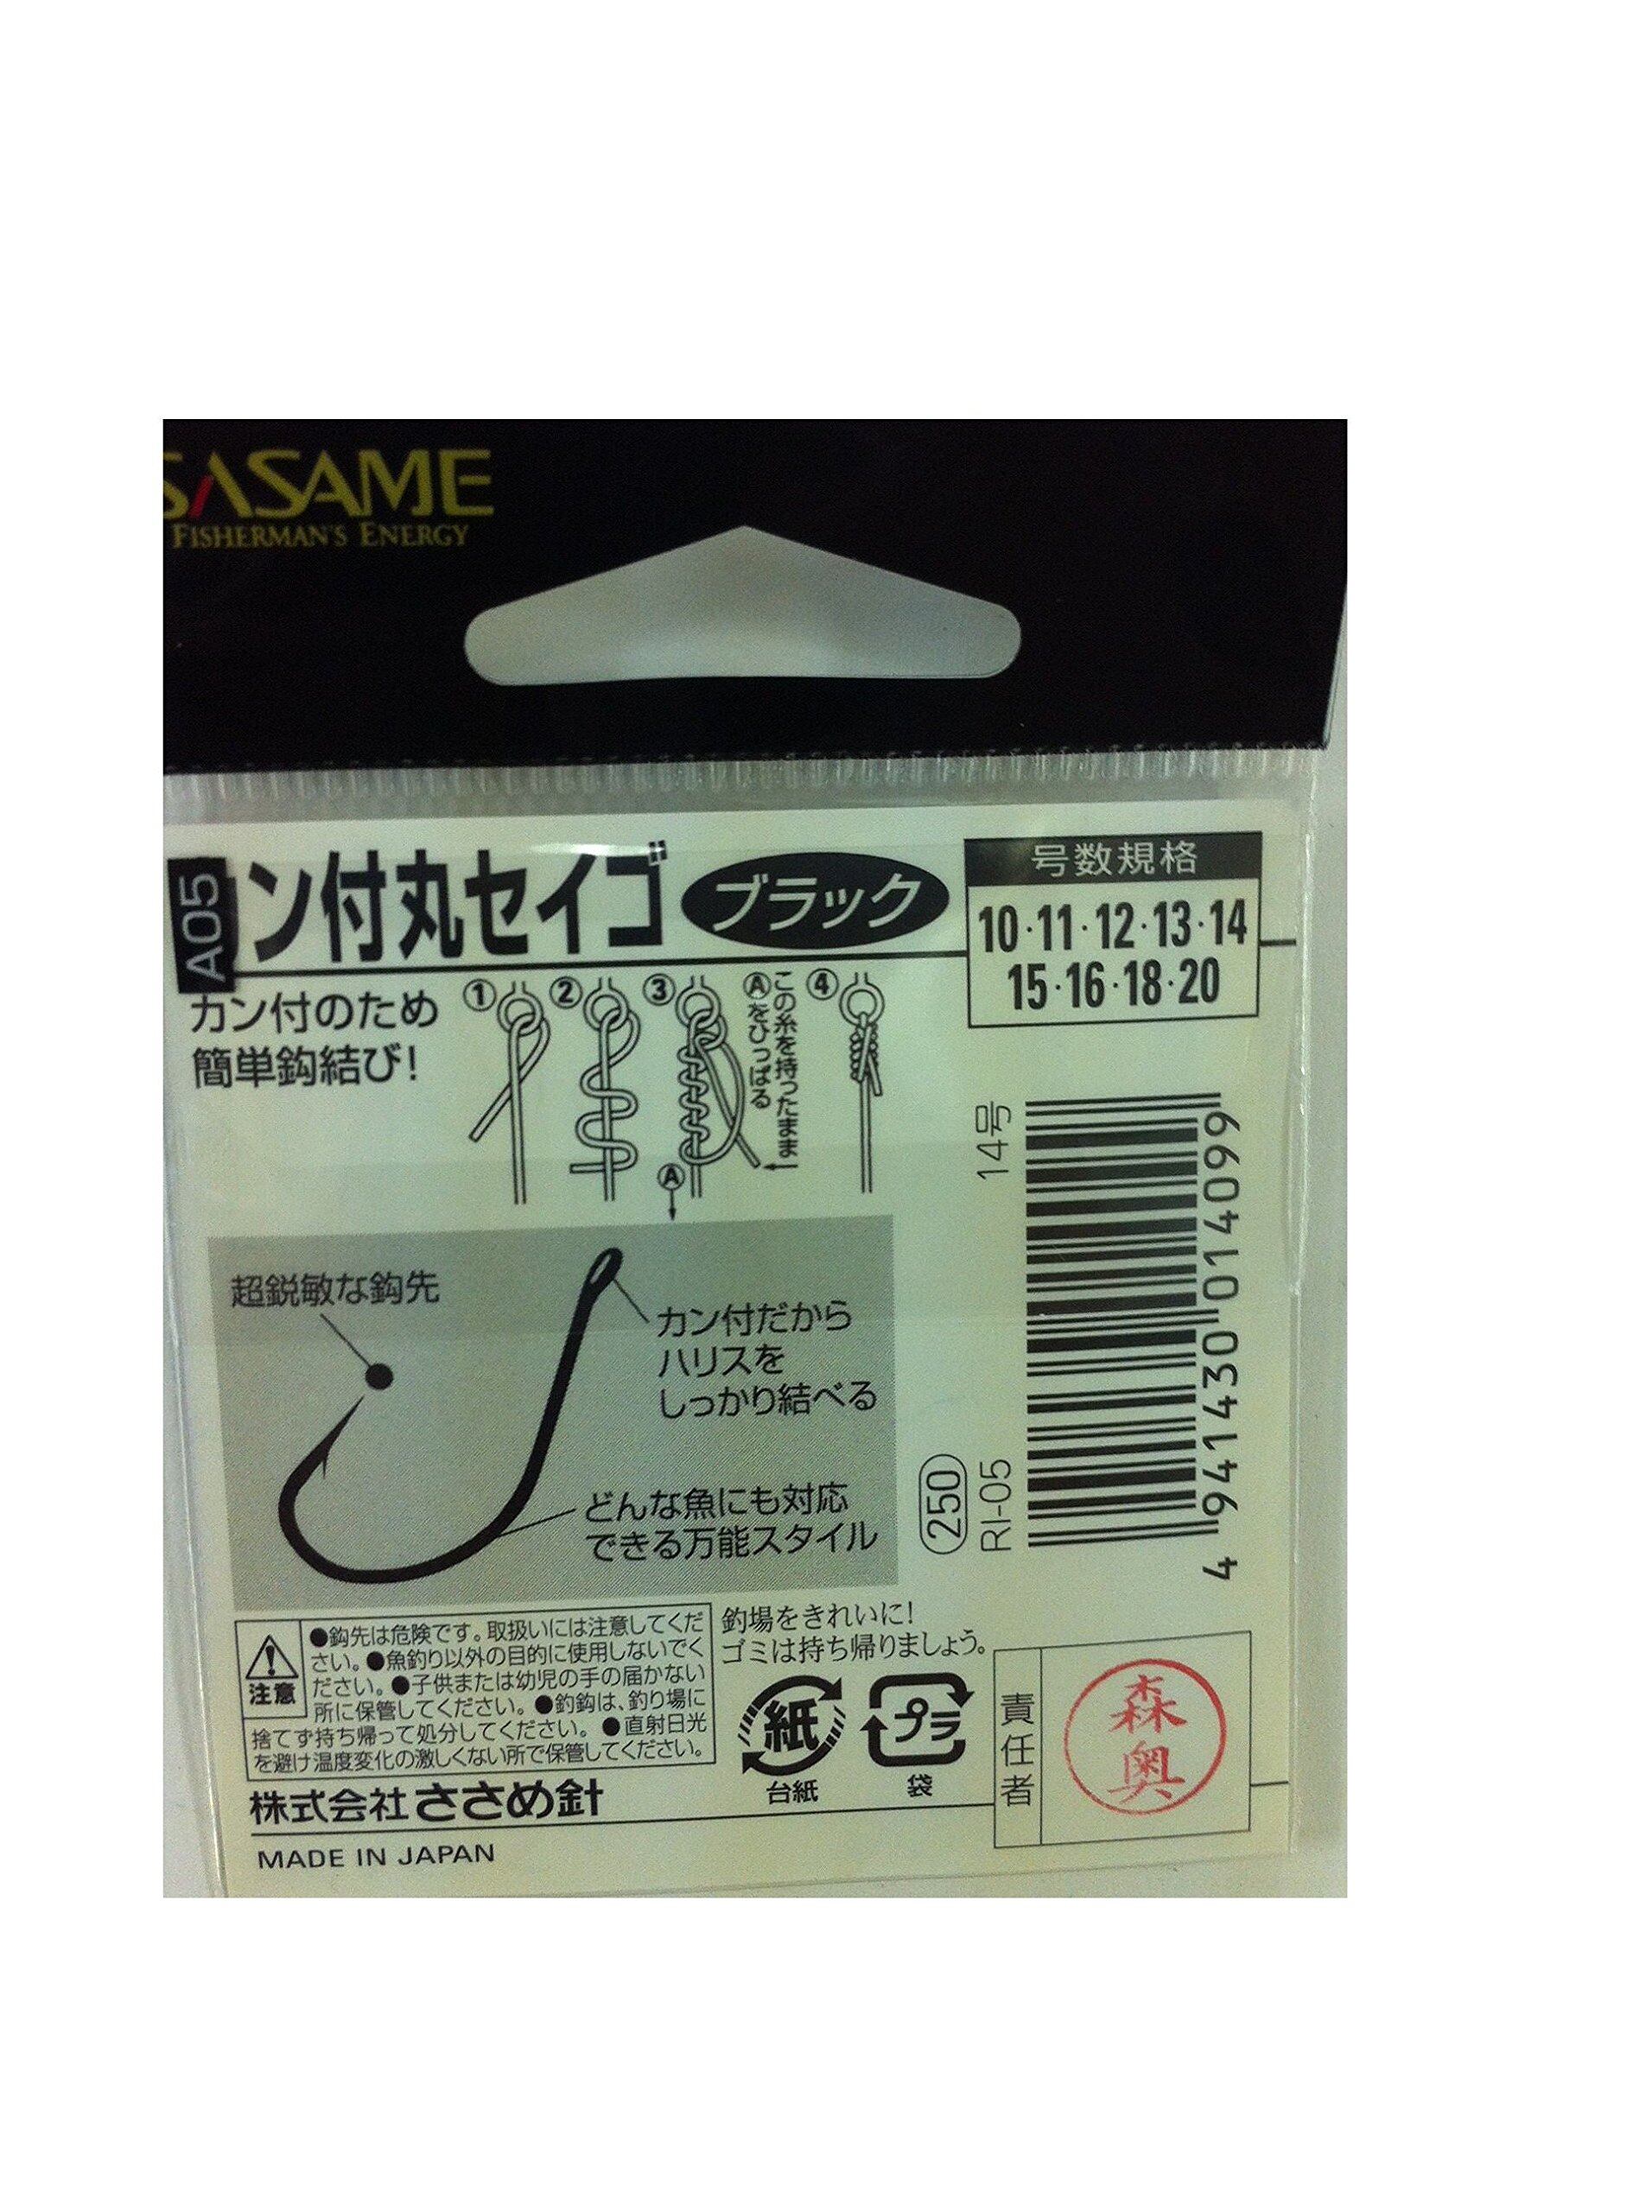 SASAME
FISHERMAN'S ENERGY
A05
ン付丸セイゴ ブラック
号数規格
10・11・12・13・14
15・16・18・20
カン付のため
簡単鈎結び!
① ② ③ ④
この糸を持ったまま
Ⓐをひっぱる
Ⓐ
14号
RI-05
250
4 941430 014099
超鋭敏な鈎先
カン付だから
ハリスを
しっかり結べる
どんな魚にも対応
できる万能スタイル
注意
●鈎先は危険です。取扱いには注意してくだ
さい。●魚釣り以外の目的に使用しないでく
ださい。●子供または幼児の手の届かない
所に保管してください。●釣鈎は、釣り場に
捨てず持ち帰って処分してください。●直射日光
を避け温度変化の激しくない所で保管してください。
釣場をきれいに!
ゴミは持ち帰りましょう。
紙
台紙
プラ
袋
責任者
森奥
株式会社ささめ針
MADE IN JAPAN